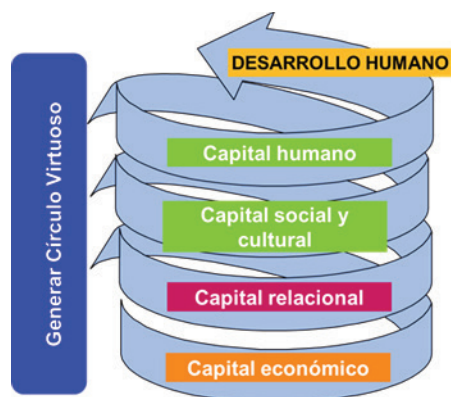 DESARROLLO HUMANO
Generar Círculo Virtuoso
Capital humano
Capital social y
cultural
Capital relacional
Capital económico